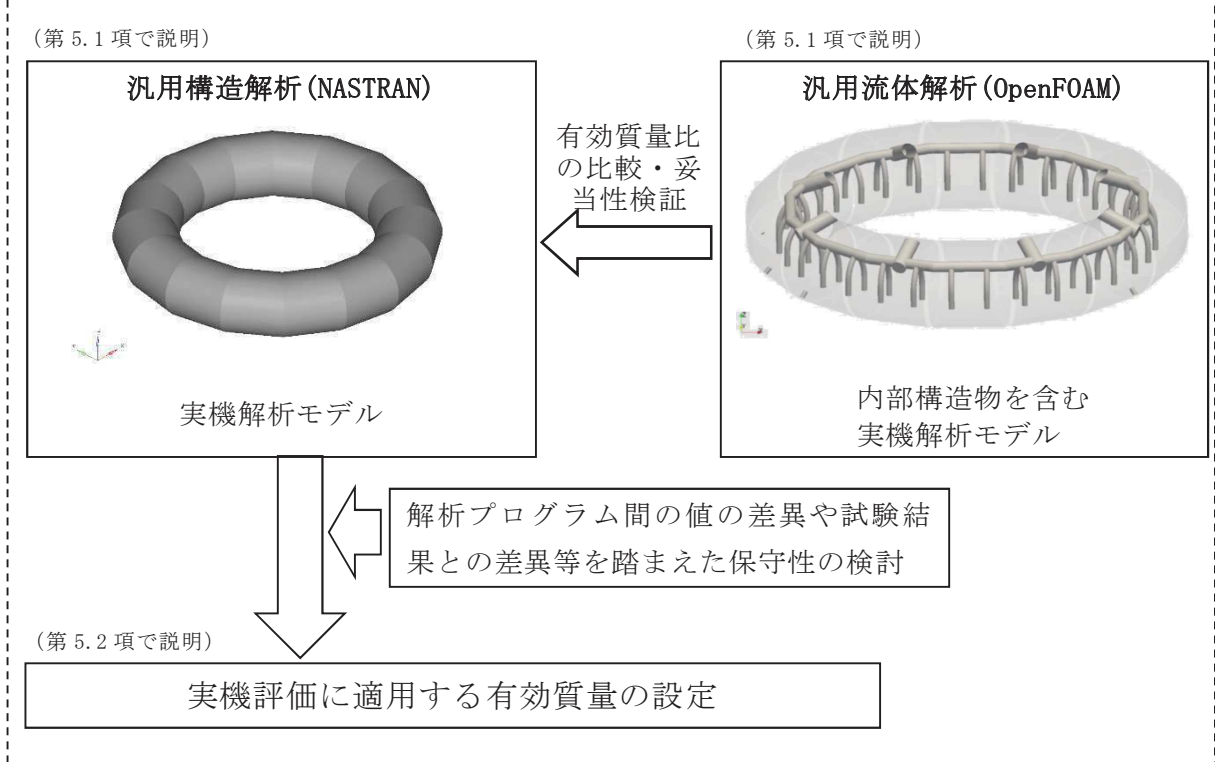 (第 5.1 項で説明)
汎用構造解析(NASTRAN)
実機解析モデル
(第 5.1 項で説明)
汎用流体解析(OpenFOAM)
内部構造物を含む
実機解析モデル
有効質量比
の比較・妥
当性検証
解析プログラム間の値の差異や試験結
果との差異等を踏まえた保守性の検討
(第 5.2 項で説明)
実機評価に適用する有効質量の設定